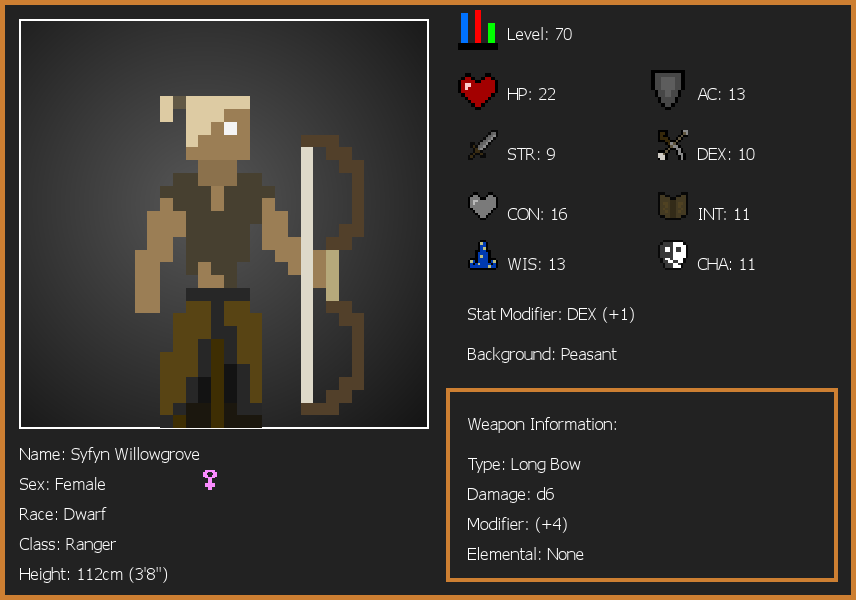 Level: 70
HP: 22
AC: 13
STR: 9
DEX: 10
CON: 16
INT: 11
WIS: 13
CHA: 11
Stat Modifier: DEX (+1)
Background: Peasant
Weapon Information:
Type: Long Bow
Damage: d6
Modifier: (+4)
Elemental: None
Name: Syfyn Willowgrove
Sex: Female
Race: Dwarf
Class: Ranger
Height: 112cm (3'8")